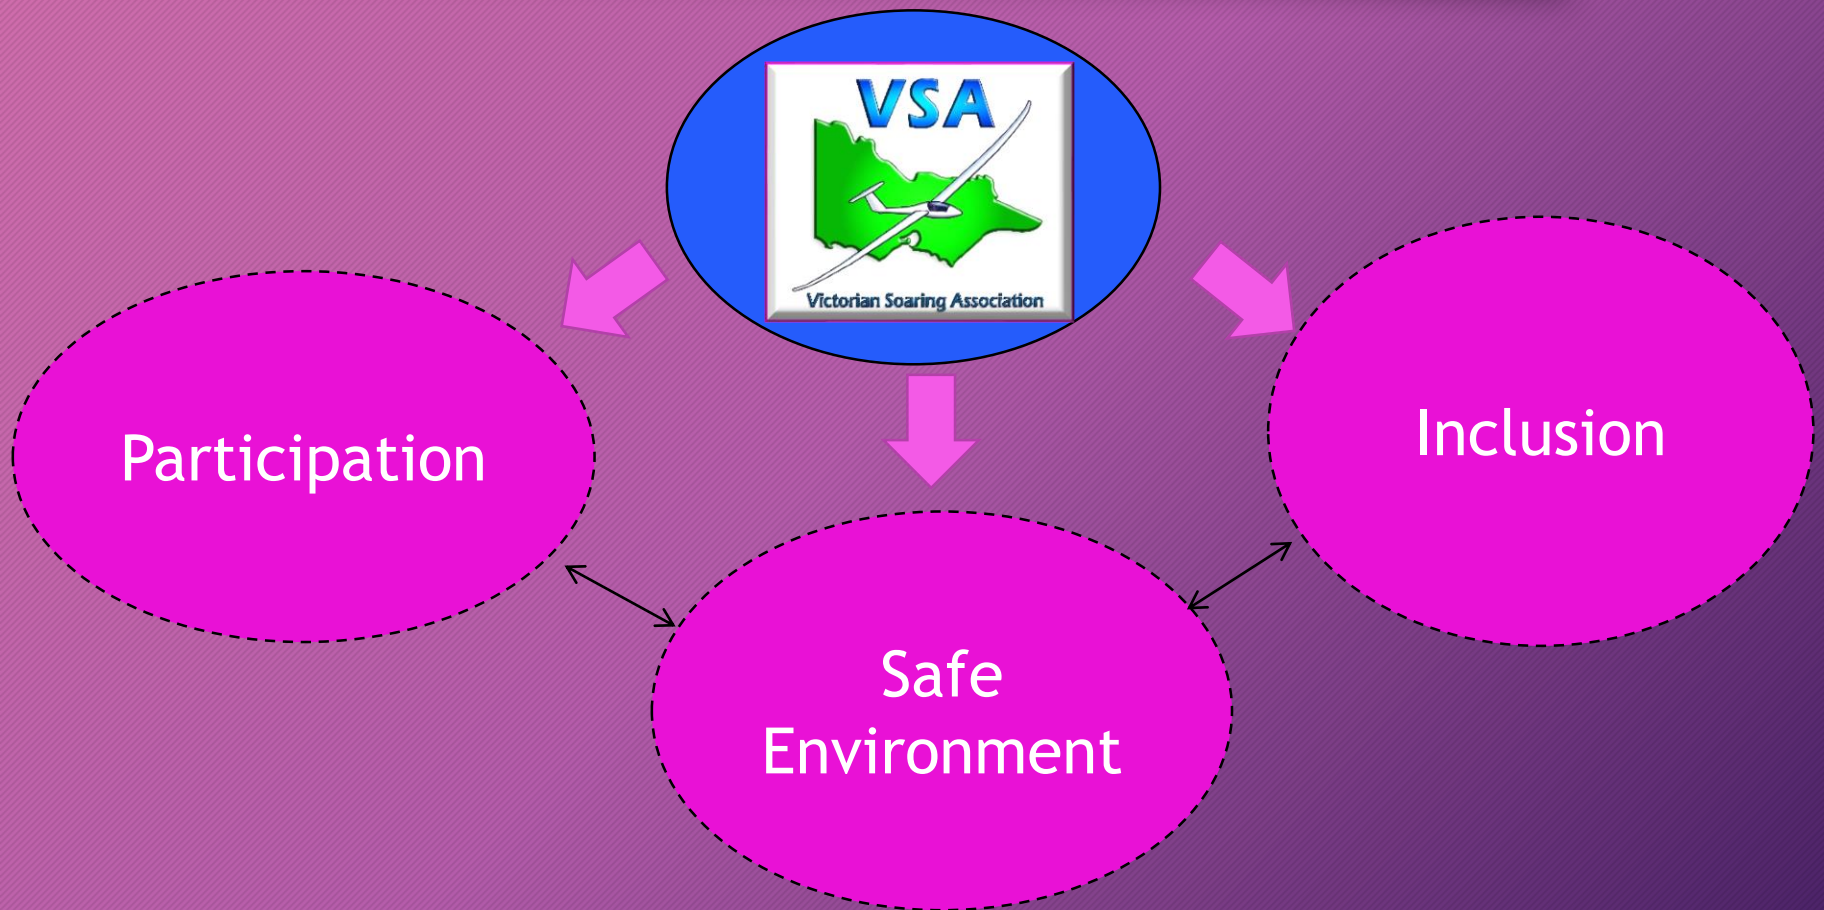 VSA
Victorian Soaring Association
Participation
Inclusion
Safe
Environment